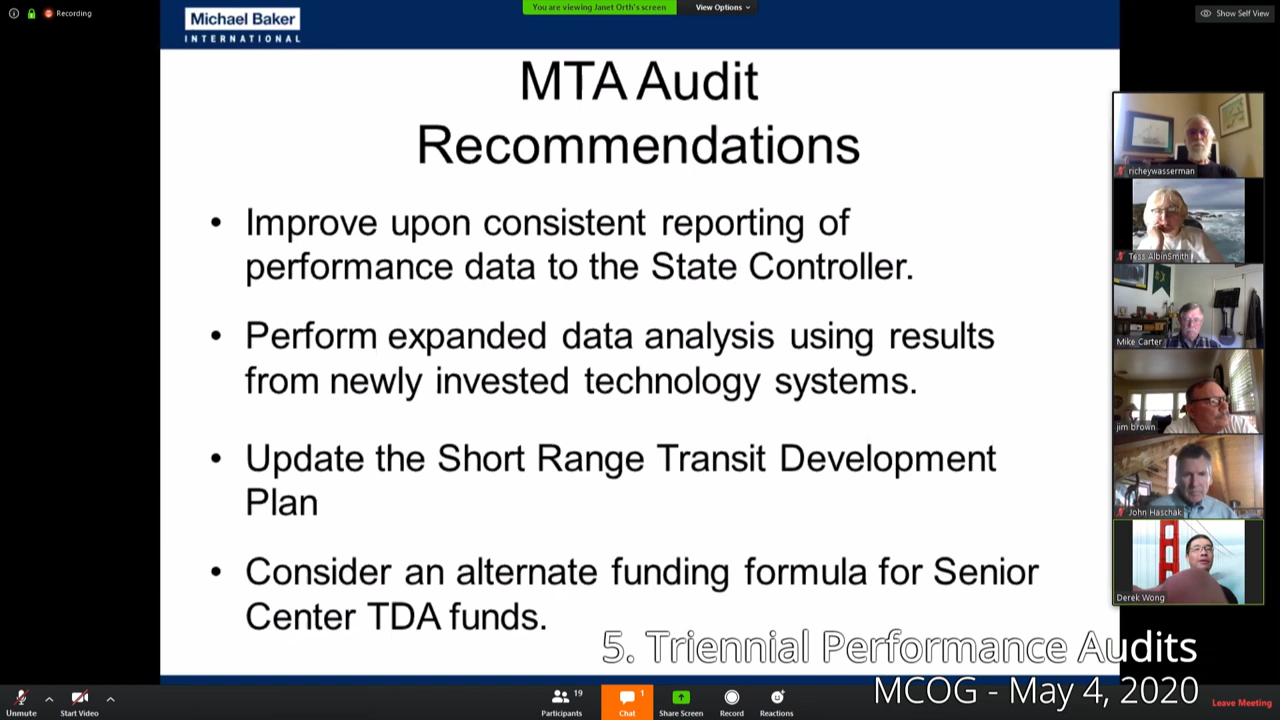 Recording
You are viewing Janet Orth's screen
View Options
Show Self View
Michael Baker
INTERNATIONAL
MTA Audit
Recommendations
• Improve upon consistent reporting of
performance data to the State Controller.
• Perform expanded data analysis using results
from newly invested technology systems.
• Update the Short Range Transit Development
Plan
• Consider an alternate funding formula for Senior
Center TDA funds.
richeywasserman
Tess AlbinSmith
Mike Carter
jim brown
John Haschak
Derek Wong
5. Triennial Performance Audits
MCOG - May 4, 2020
Unmute
Start Video
19
Participants
1
Chat
Share Screen
Record
Reactions
Leave Meeting